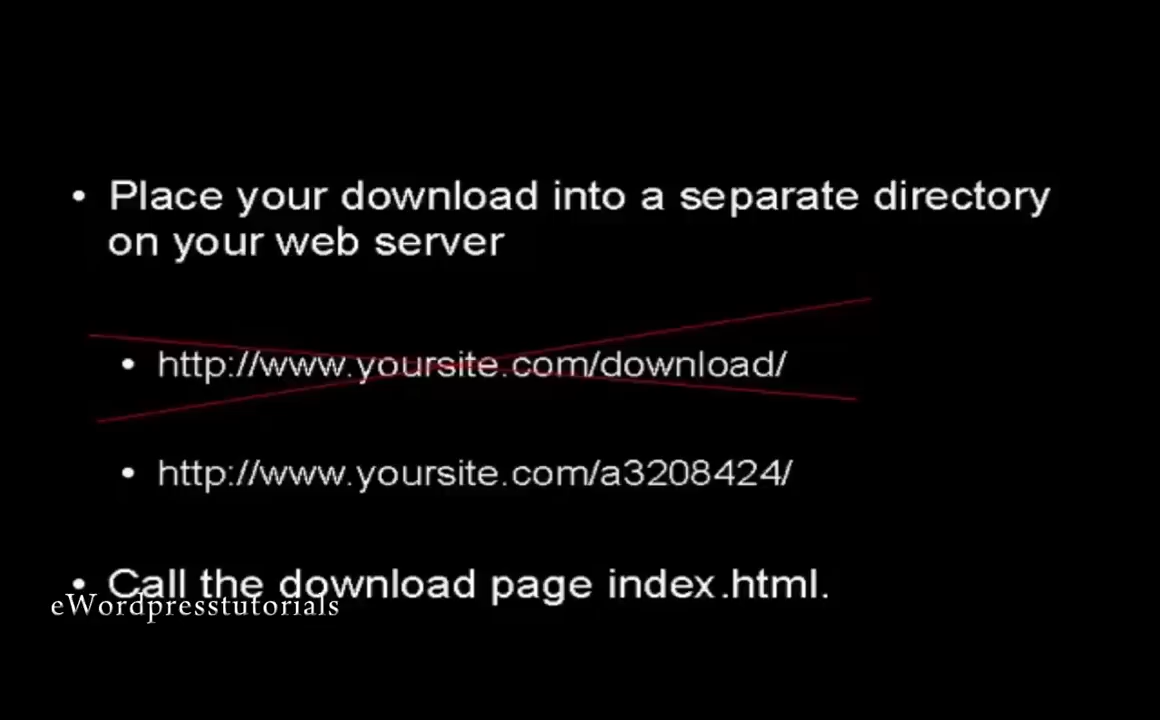 • Place your download into a separate directory
on your web server
• http://www.yoursite.com/download/
• http://www.yoursite.com/a3208424/
• Call the download page index.html.
eWordpresstutorials